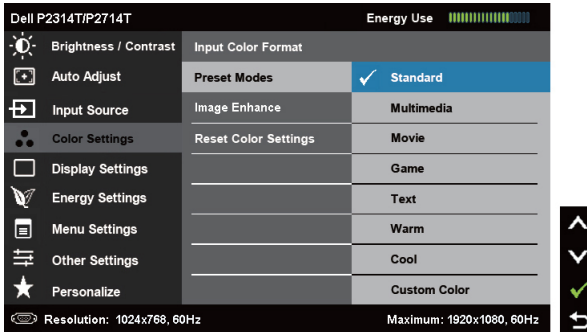 Dell P2314T/P2714T Energy Use
Brightness / Contrast Input Color Format
Auto Adjust Preset Modes Standard
Input Source Image Enhance Multimedia
Color Settings Reset Color Settings Movie
Display Settings Game
Energy Settings Text
Menu Settings Warm
Other Settings Cool
Personalize Custom Color
Resolution: 1024x768, 60Hz Maximum: 1920x1080, 60Hz